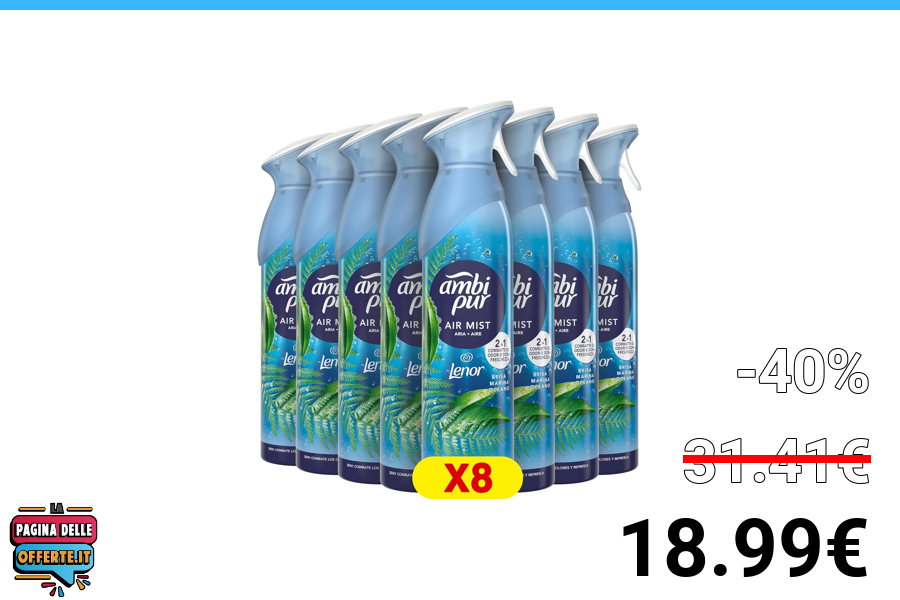 ambi
pur
AIR MIST
ARIA • AIRE
2-1
Lenor
BRISA
MARINA
OCEANO
X8
-40%
31.41€
18.99€
LA
PAGINA DELLE
OFFERTE.IT